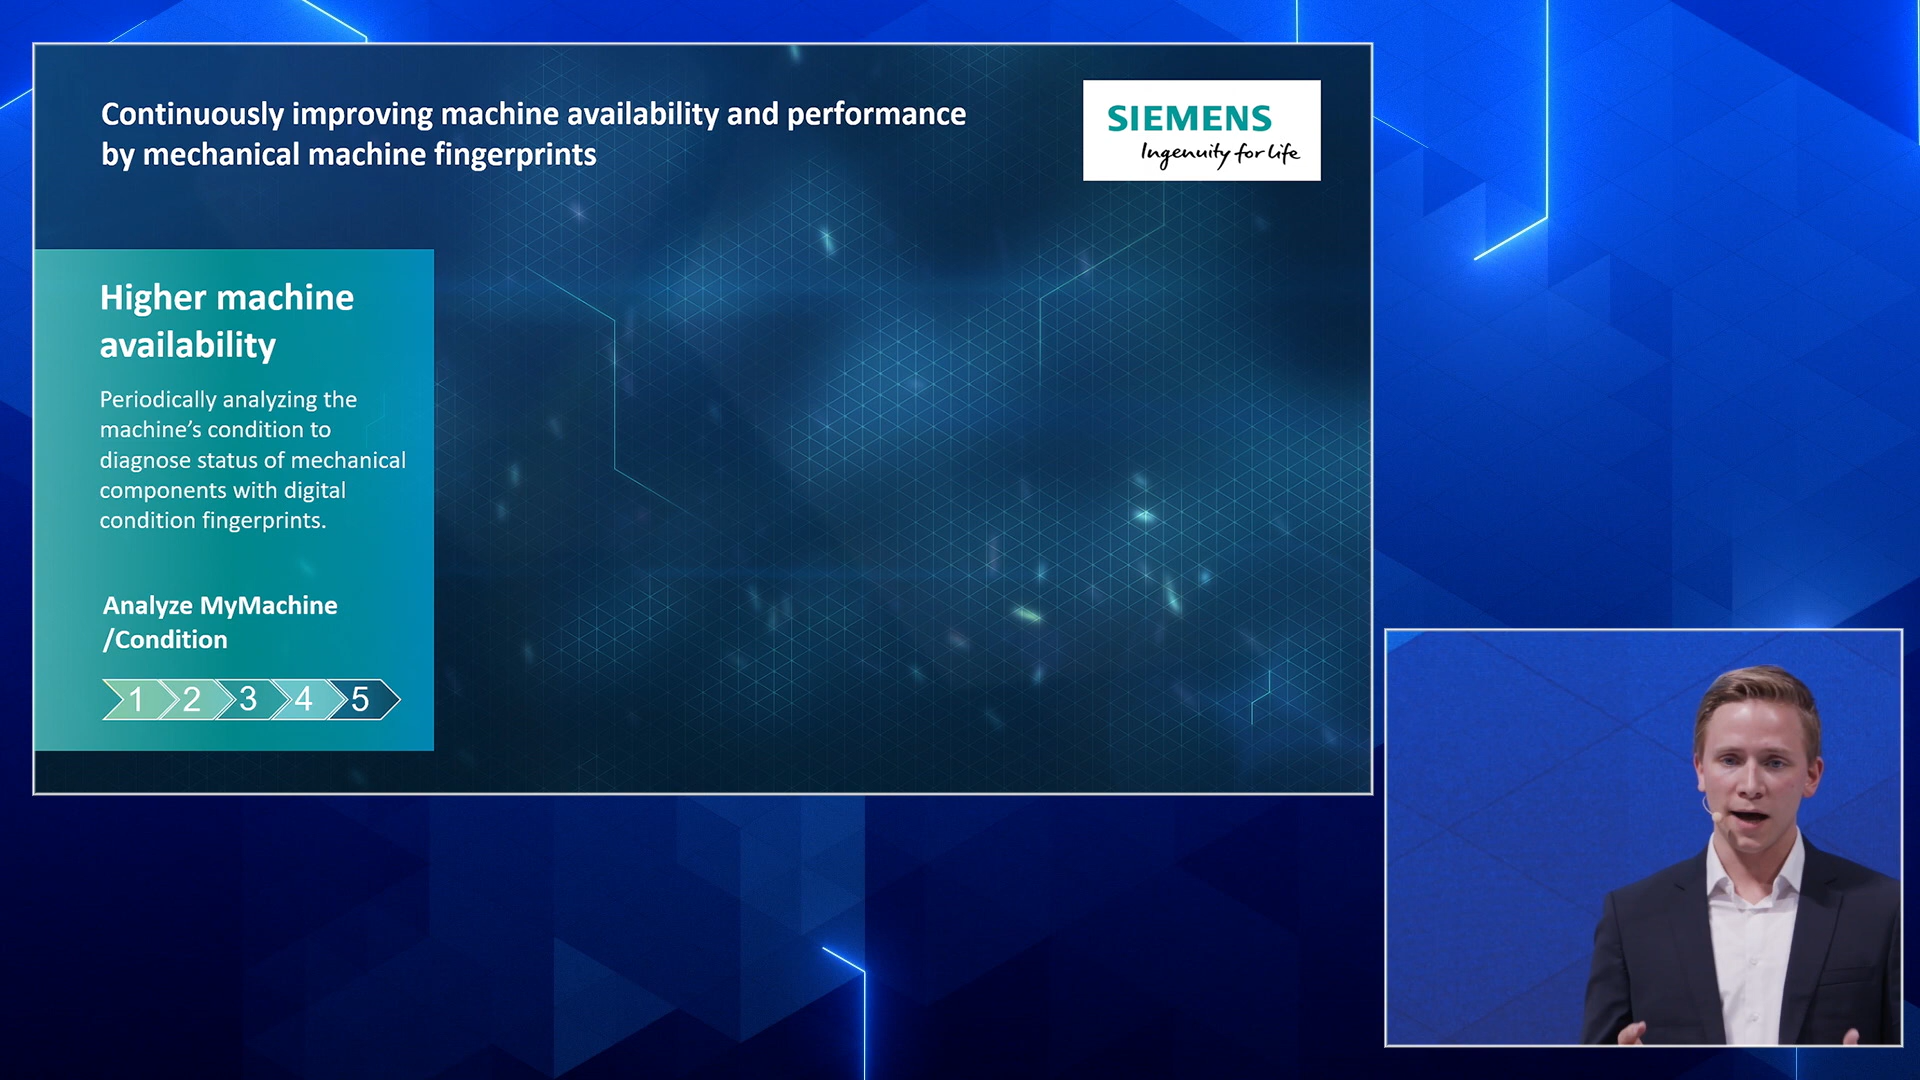 Continuously improving machine availability and performance
by mechanical machine fingerprints
SIEMENS
Ingenuity for life
Higher machine
availability
Periodically analyzing the
machine’s condition to
diagnose status of mechanical
components with digital
condition fingerprints.
Analyze MyMachine
/Condition
1 2 3 4 5